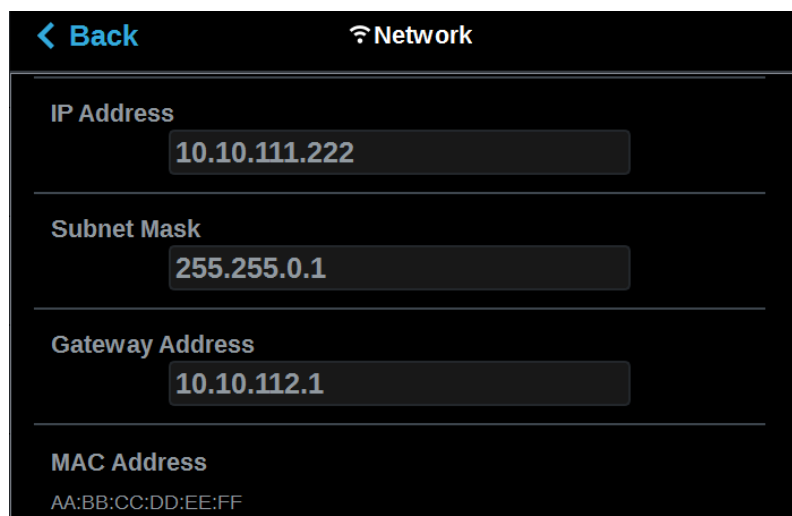 Back
Network
IP Address
10.10.111.222
Subnet Mask
255.255.0.1
Gateway Address
10.10.112.1
MAC Address
AA:BB:CC:DD:EE:FF